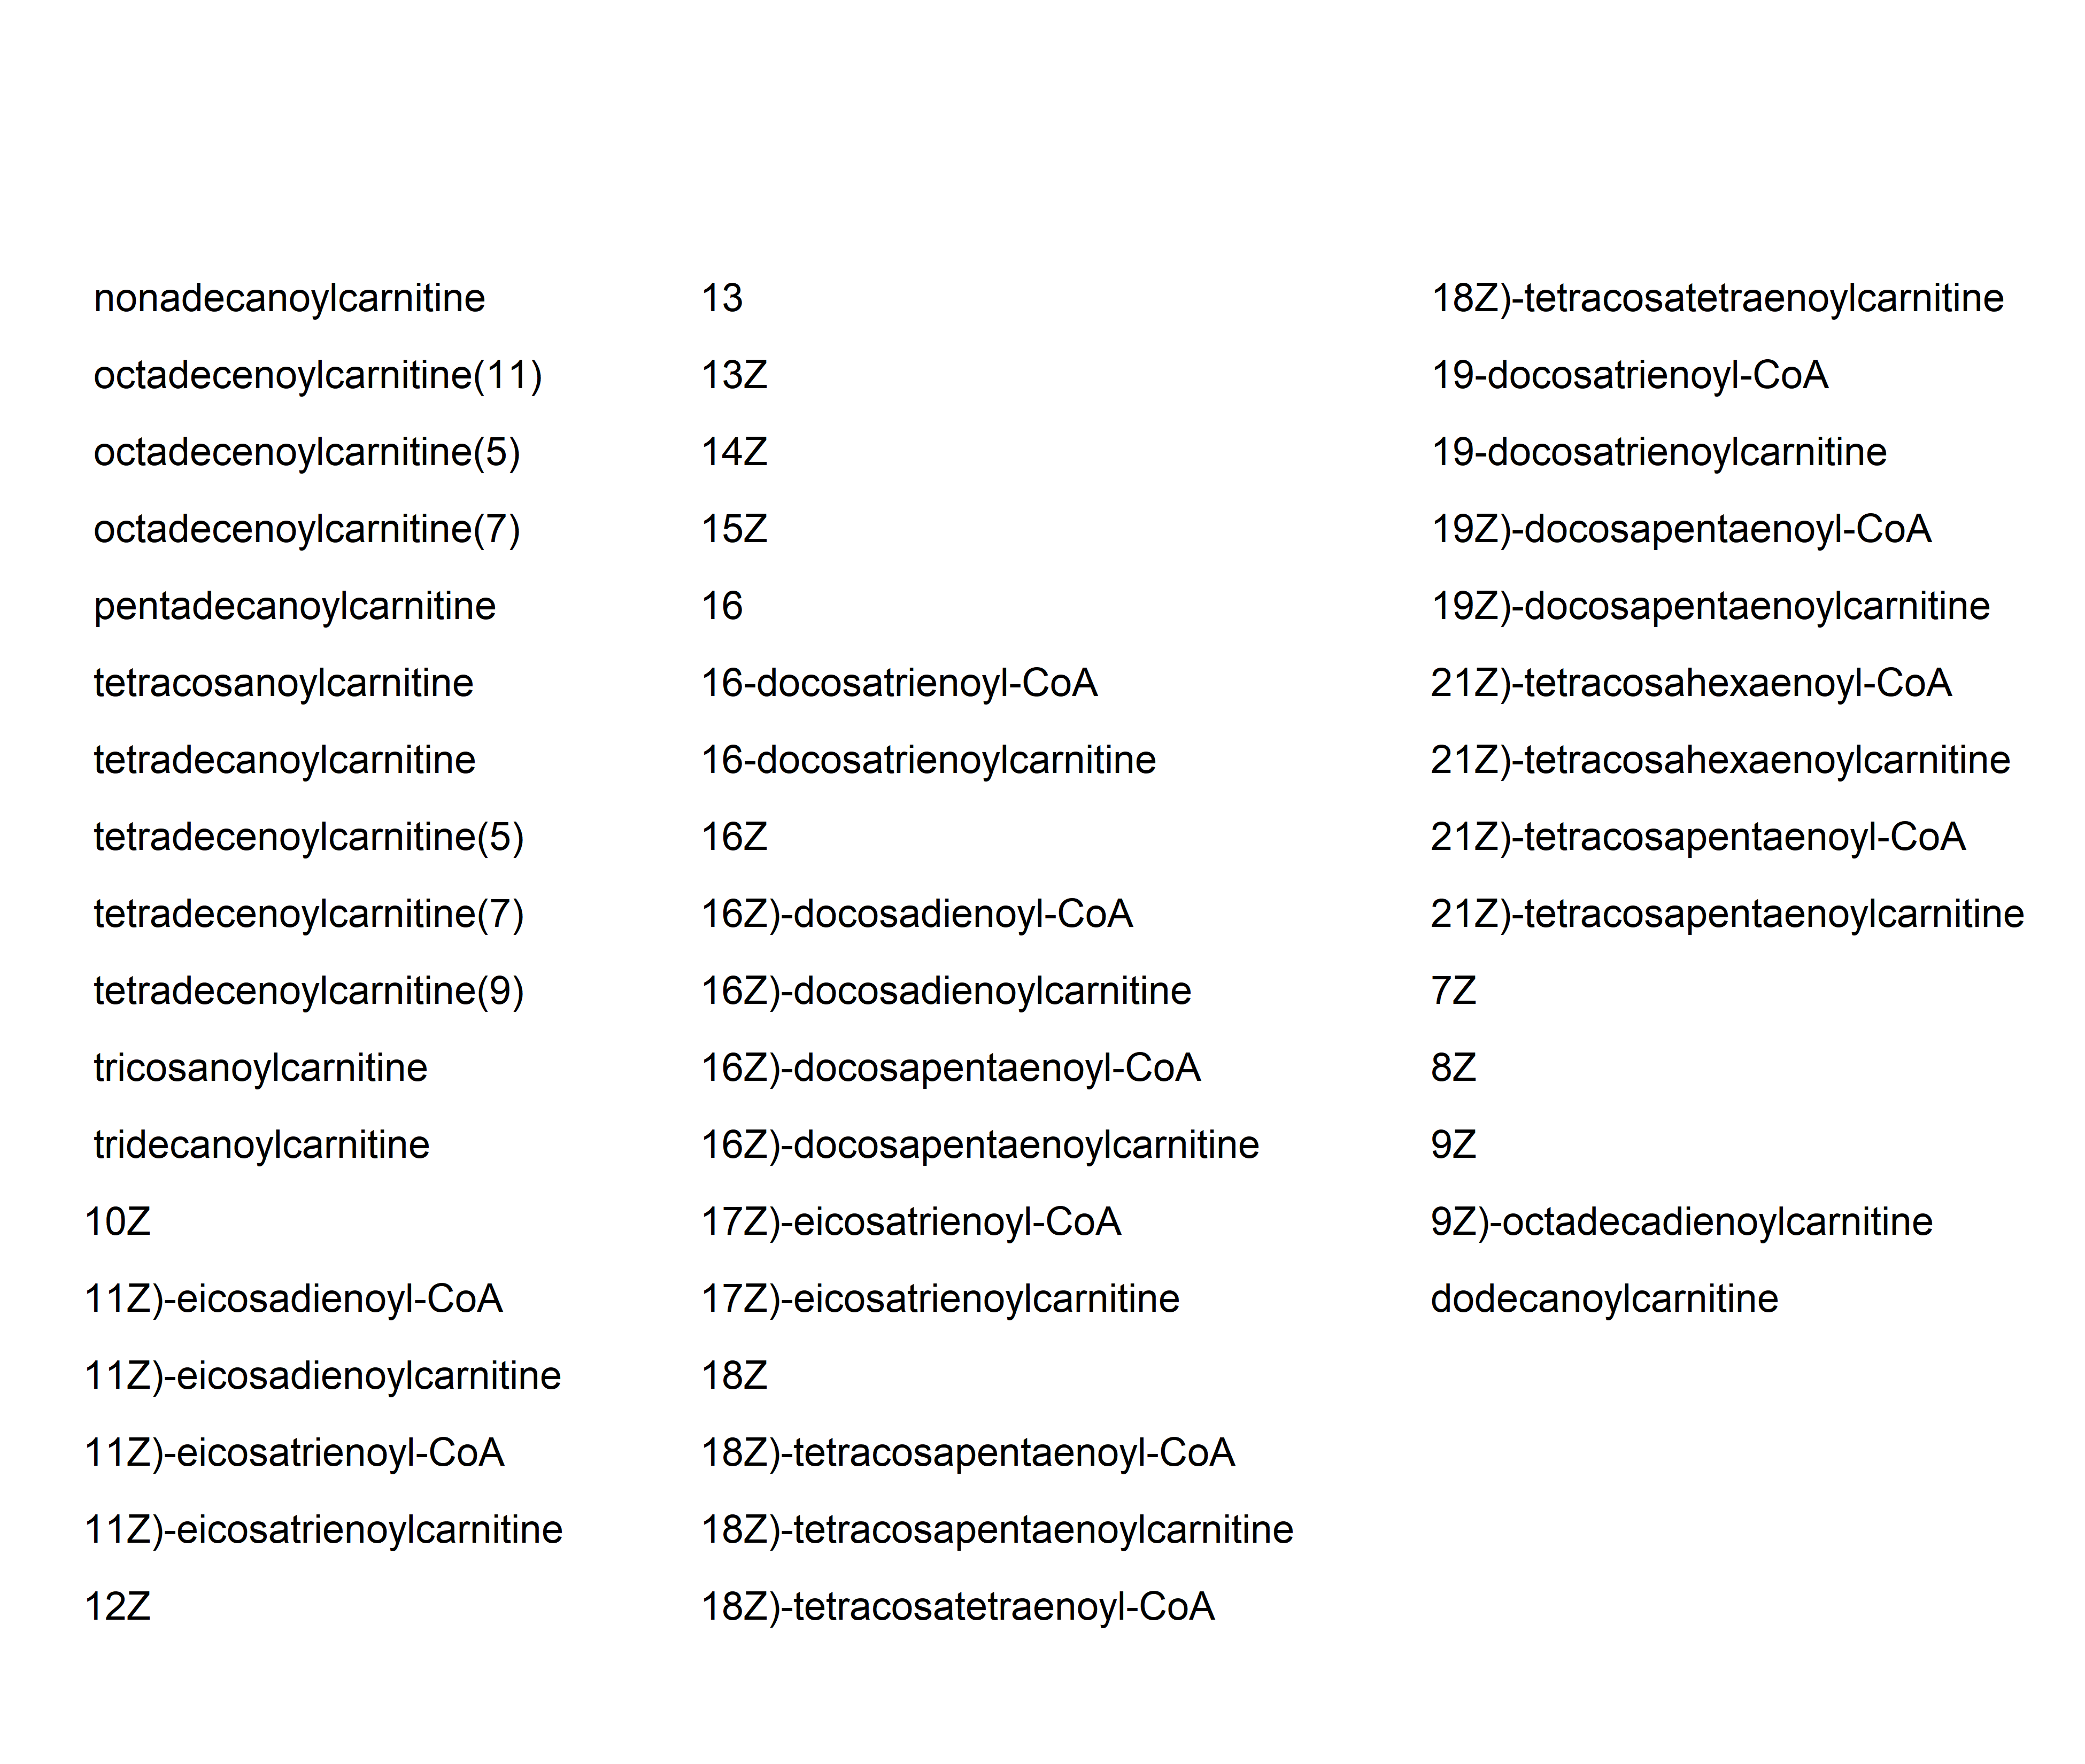 nonadecanoylcarnitine
octadecenoylcarnitine(11)
octadecenoylcarnitine(5)
octadecenoylcarnitine(7)
pentadecanoylcarnitine
tetracosanoylcarnitine
tetradecanoylcarnitine
tetradecenoylcarnitine(5)
tetradecenoylcarnitine(7)
tetradecenoylcarnitine(9)
tricosanoylcarnitine
tridecanoylcarnitine
10Z
11Z)-eicosadienoyl-CoA
11Z)-eicosadienoylcarnitine
11Z)-eicosatrienoyl-CoA
11Z)-eicosatrienoylcarnitine
12Z
13
13Z
14Z
15Z
16
16-docosatrienoyl-CoA
16-docosatrienoylcarnitine
16Z
16Z)-docosadienoyl-CoA
16Z)-docosadienoylcarnitine
16Z)-docosapentaenoyl-CoA
16Z)-docosapentaenoylcarnitine
17Z)-eicosatrienoyl-CoA
17Z)-eicosatrienoylcarnitine
18Z
18Z)-tetracosapentaenoyl-CoA
18Z)-tetracosapentaenoylcarnitine
18Z)-tetracosatetraenoyl-CoA
18Z)-tetracosatetraenoylcarnitine
19-docosatrienoyl-CoA
19-docosatrienoylcarnitine
19Z)-docosapentaenoyl-CoA
19Z)-docosapentaenoylcarnitine
21Z)-tetracosahexaenoyl-CoA
21Z)-tetracosahexaenoylcarnitine
21Z)-tetracosapentaenoyl-CoA
21Z)-tetracosapentaenoylcarnitine
7Z
8Z
9Z
9Z)-octadecadienoylcarnitine
dodecanoylcarnitine